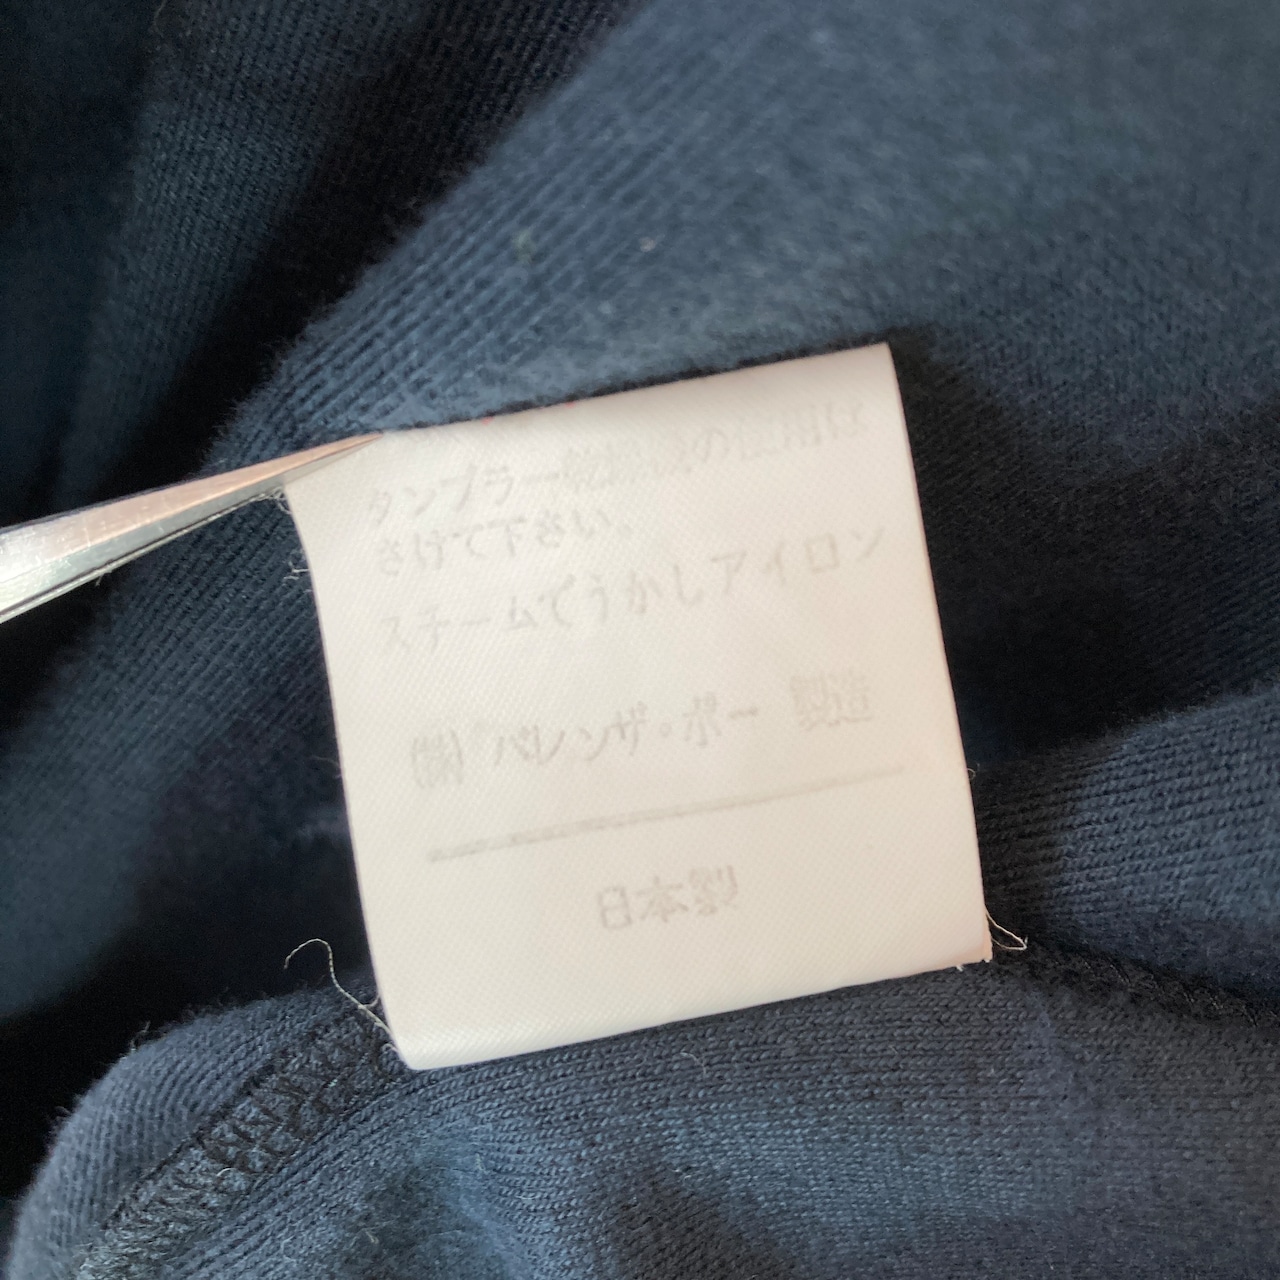 タンブラー乾燥機の使用は
さけて下さい。
スチームでうかしアイロン
㈱ バレンザ・ポー 製造
日本製